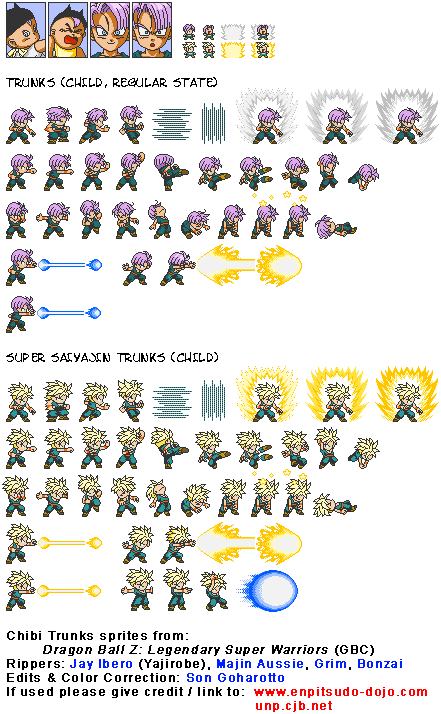 TRUNKS (CHILD, REGULAR STATE)
SUPER SAIYAJIN TRUNKS (CHILD)
Chibi Trunks sprites from:
Dragon Ball Z: Legendary Super Warriors (GBC)
Rippers: Jay Ibero (Yajirobe), Majin Aussie, Grim, Bonzai
Edits & Color Correction: Son Goharotto
If used please give credit / link to: www.enpitsudo-dojo.com
unp.cjb.net